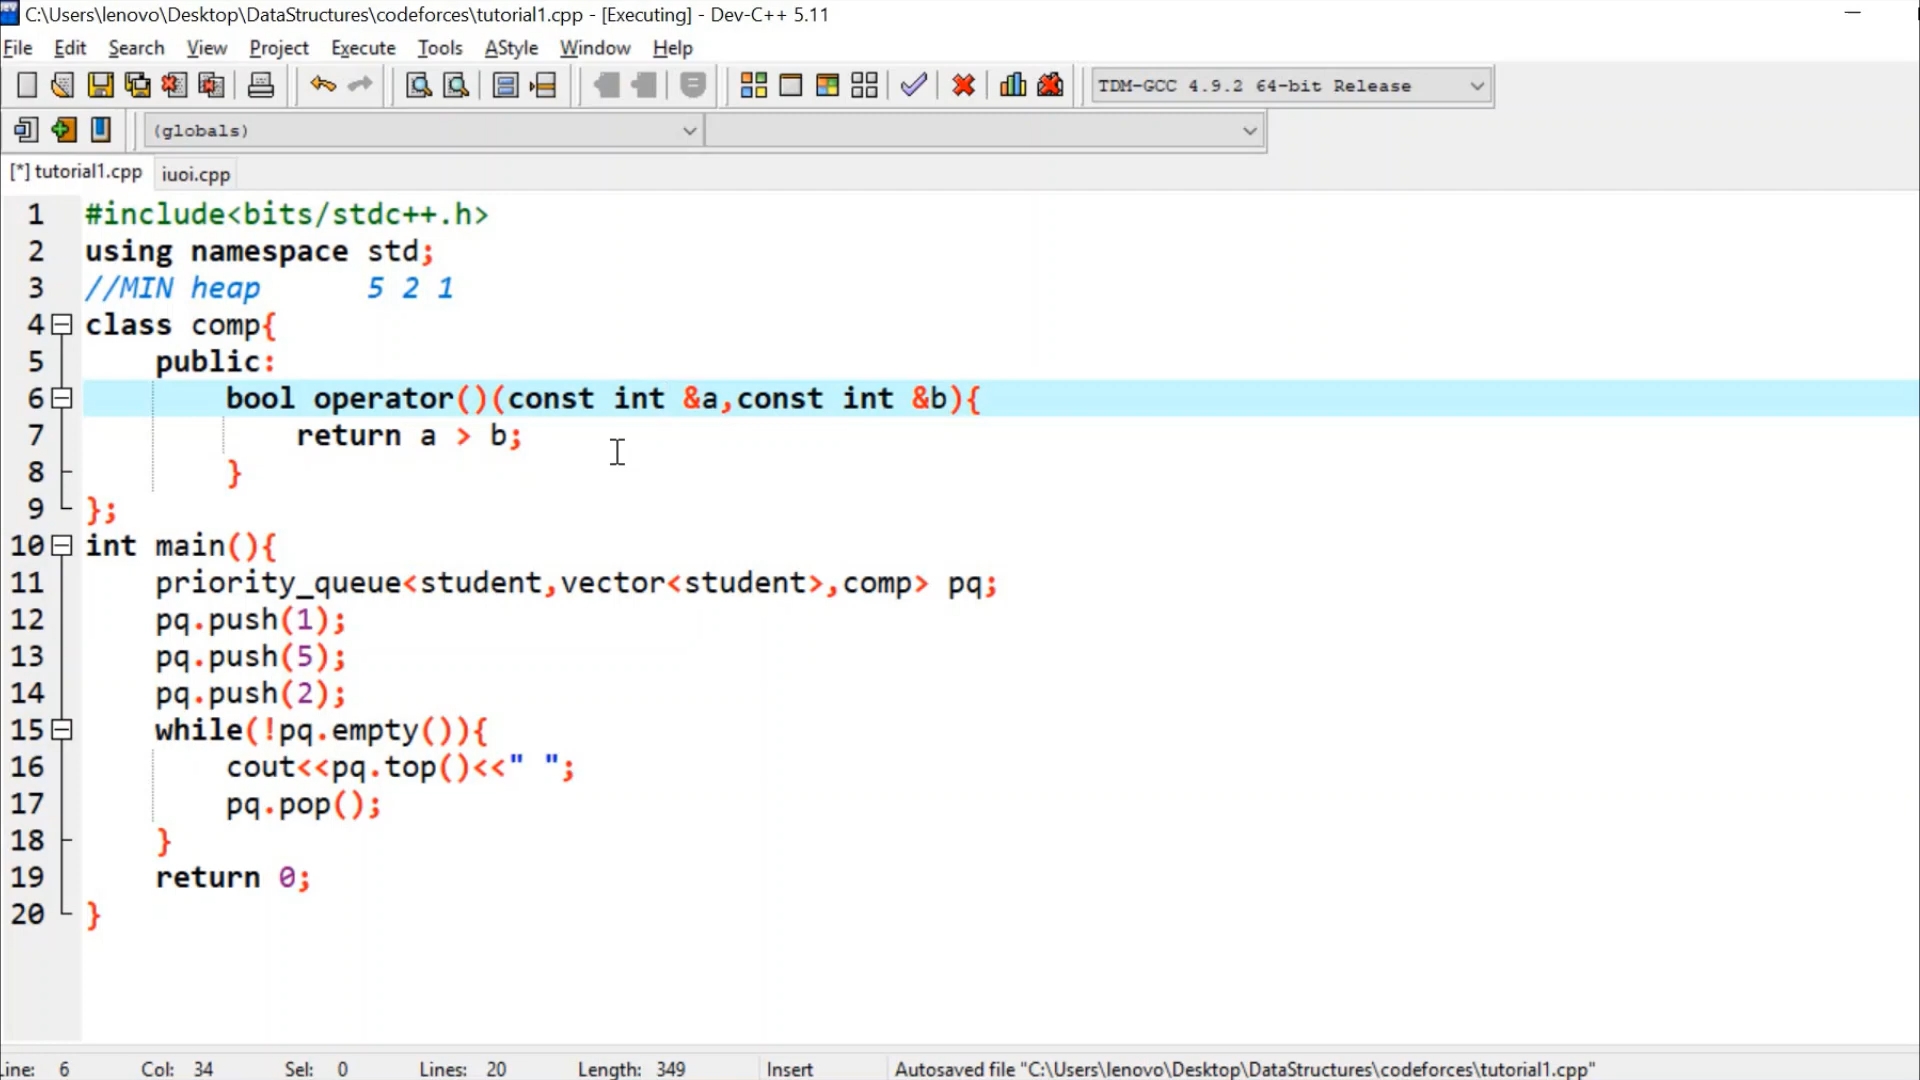 C:\Users\lenovo\Desktop\DataStructures\codeforces\tutorial1.cpp - [Executing] - Dev-C++ 5.11
File Edit Search View Project Execute Tools AStyle Window Help
TDM-GCC 4.9.2 64-bit Release
(globals)
[*] tutorial1.cpp iuoi.cpp
1 #include<bits/stdc++.h>
2 using namespace std;
3 //MIN heap 5 2 1
4 class comp{
5 public:
6 bool operator()(const int &a,const int &b){
7 return a > b;
8 }
9 };
10 int main(){
11 priority_queue<student,vector<student>,comp> pq;
12 pq.push(1);
13 pq.push(5);
14 pq.push(2);
15 while(!pq.empty()){
16 cout<<pq.top()<<" ";
17 pq.pop();
18 }
19 return 0;
20 }
Line: 6 Col: 34 Sel: 0 Lines: 20 Length: 349 Insert Autosaved file "C:\Users\lenovo\Desktop\DataStructures\codeforces\tutorial1.cpp"